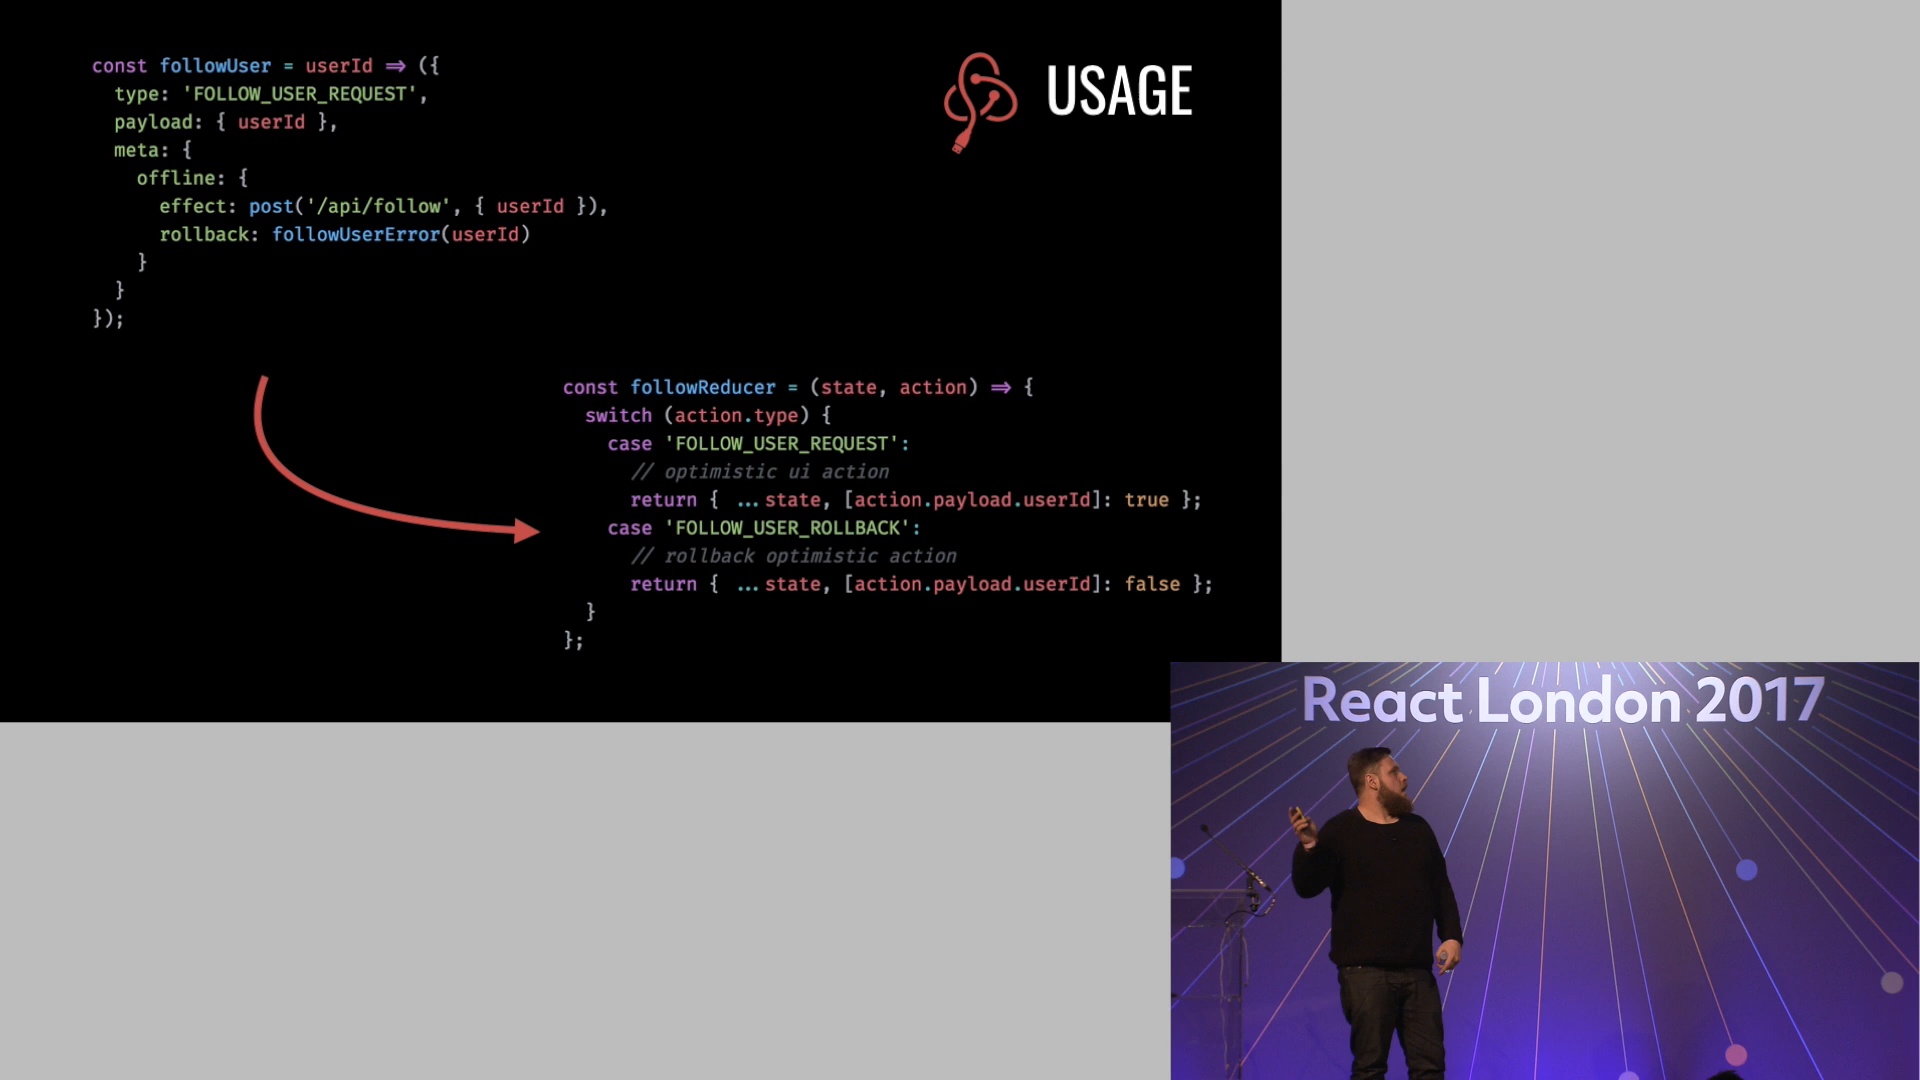 const followUser = userId => ({
type: 'FOLLOW_USER_REQUEST',
payload: { userId },
meta: {
offline: {
effect: post('/api/follow', { userId }),
rollback: followUserError(userId)
}
}
});
USAGE
const followReducer = (state, action) => {
switch (action.type) {
case 'FOLLOW_USER_REQUEST':
// optimistic ui action
return { ...state, [action.payload.userId]: true };
case 'FOLLOW_USER_ROLLBACK':
// rollback optimistic action
return { ...state, [action.payload.userId]: false };
}
};
React London 2017